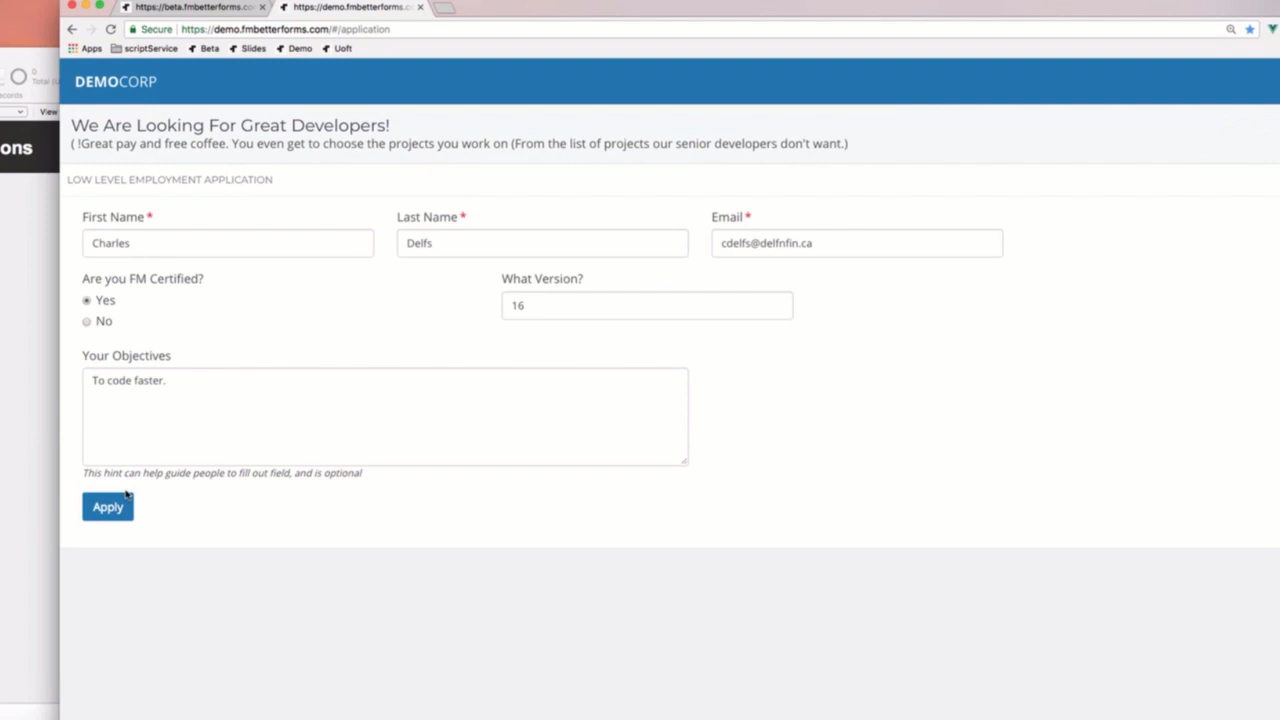 https://beta.fmbetterforms.co
https://demo.fmbetterforms.c
Secure https://demo.fmbetterforms.com/#/application
Apps scriptService Beta Slides Demo Uoft
0
Total
View
ons
DEMOCORP
We Are Looking For Great Developers!
( !Great pay and free coffee. You even get to choose the projects you work on (From the list of projects our senior developers don't want.)
LOW LEVEL EMPLOYMENT APPLICATION
First Name * Last Name * Email *
Charles Delfs cdelfs@delfnfin.ca
Are you FM Certified? What Version?
Yes
16
No
Your Objectives
To code faster.
This hint can help guide people to fill out field, and is optional
Apply